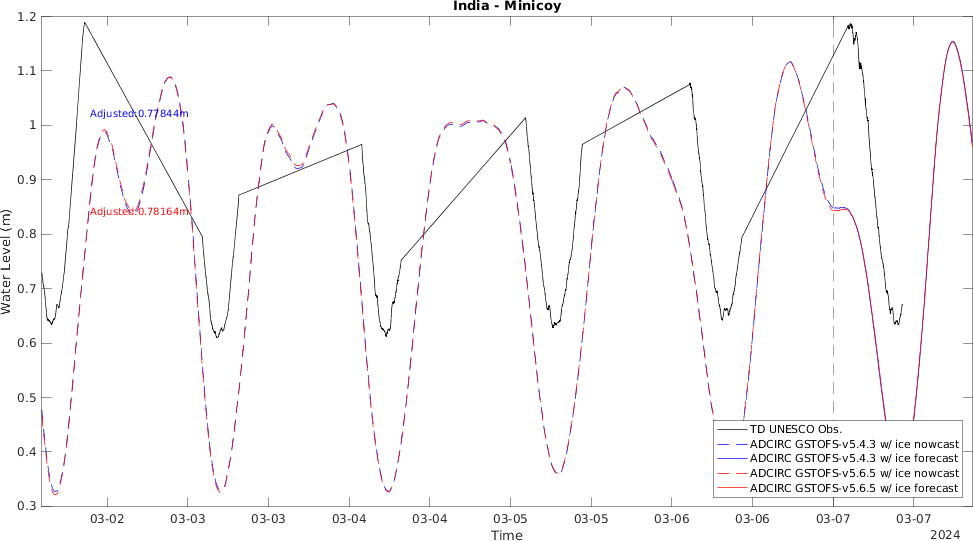 India - Minicoy
1.2
1.1
1
0.9
0.8
0.7
0.6
0.5
0.4
0.3
Water Level (m)
Adjusted:0.77844m
Adjusted:0.78164m
TD UNESCO Obs.
ADCIRC GSTOFS-v5.4.3 w/ ice nowcast
ADCIRC GSTOFS-v5.4.3 w/ ice forecast
ADCIRC GSTOFS-v5.6.5 w/ ice nowcast
ADCIRC GSTOFS-v5.6.5 w/ ice forecast
03-02 03-03 03-03 03-04 03-04 03-05 03-05 03-06 03-06 03-07 03-07
Time
2024